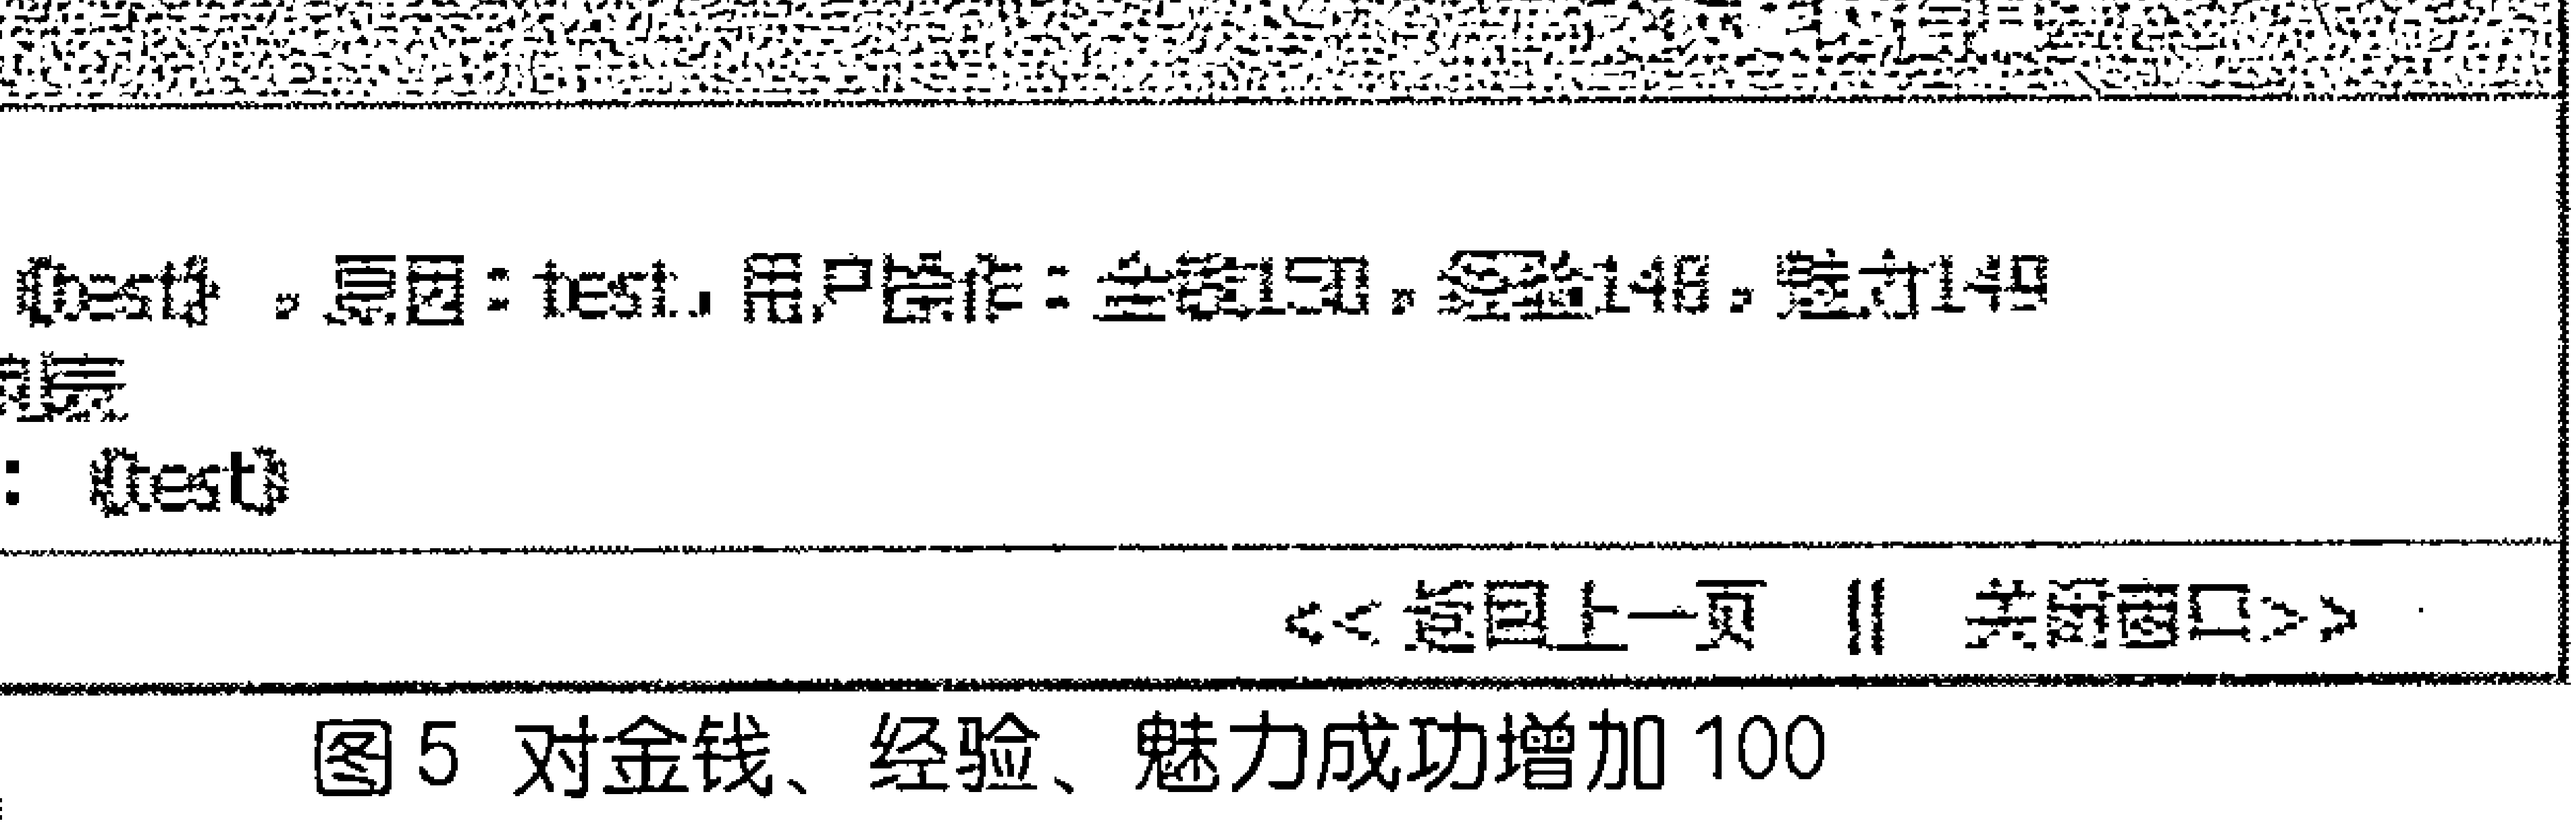 《test》，原因：test，用户操作：金钱150，经验146，魅力149
: 《test》
<<返回上一页 || 关闭窗口>>
图5 对金钱、经验、魅力成功增加100